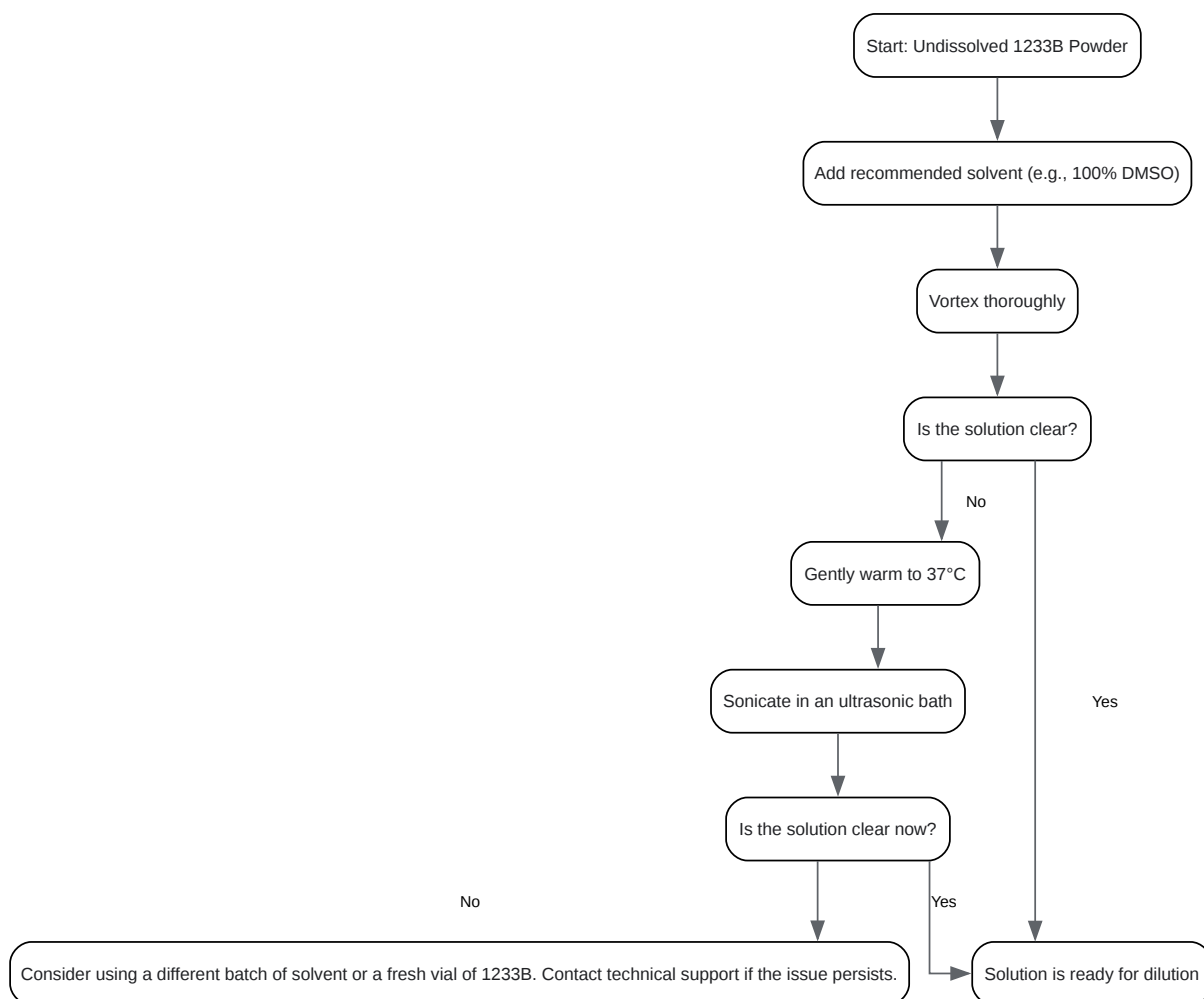 Start: Undissolved 1233B Powder
Add recommended solvent (e.g., 100% DMSO)
Vortex thoroughly
Is the solution clear?
No
Gently warm to 37°C
Sonicate in an ultrasonic bath
Yes
Is the solution clear now?
No
Yes
Consider using a different batch of solvent or a fresh vial of 1233B. Contact technical support if the issue persists.
Solution is ready for dilution